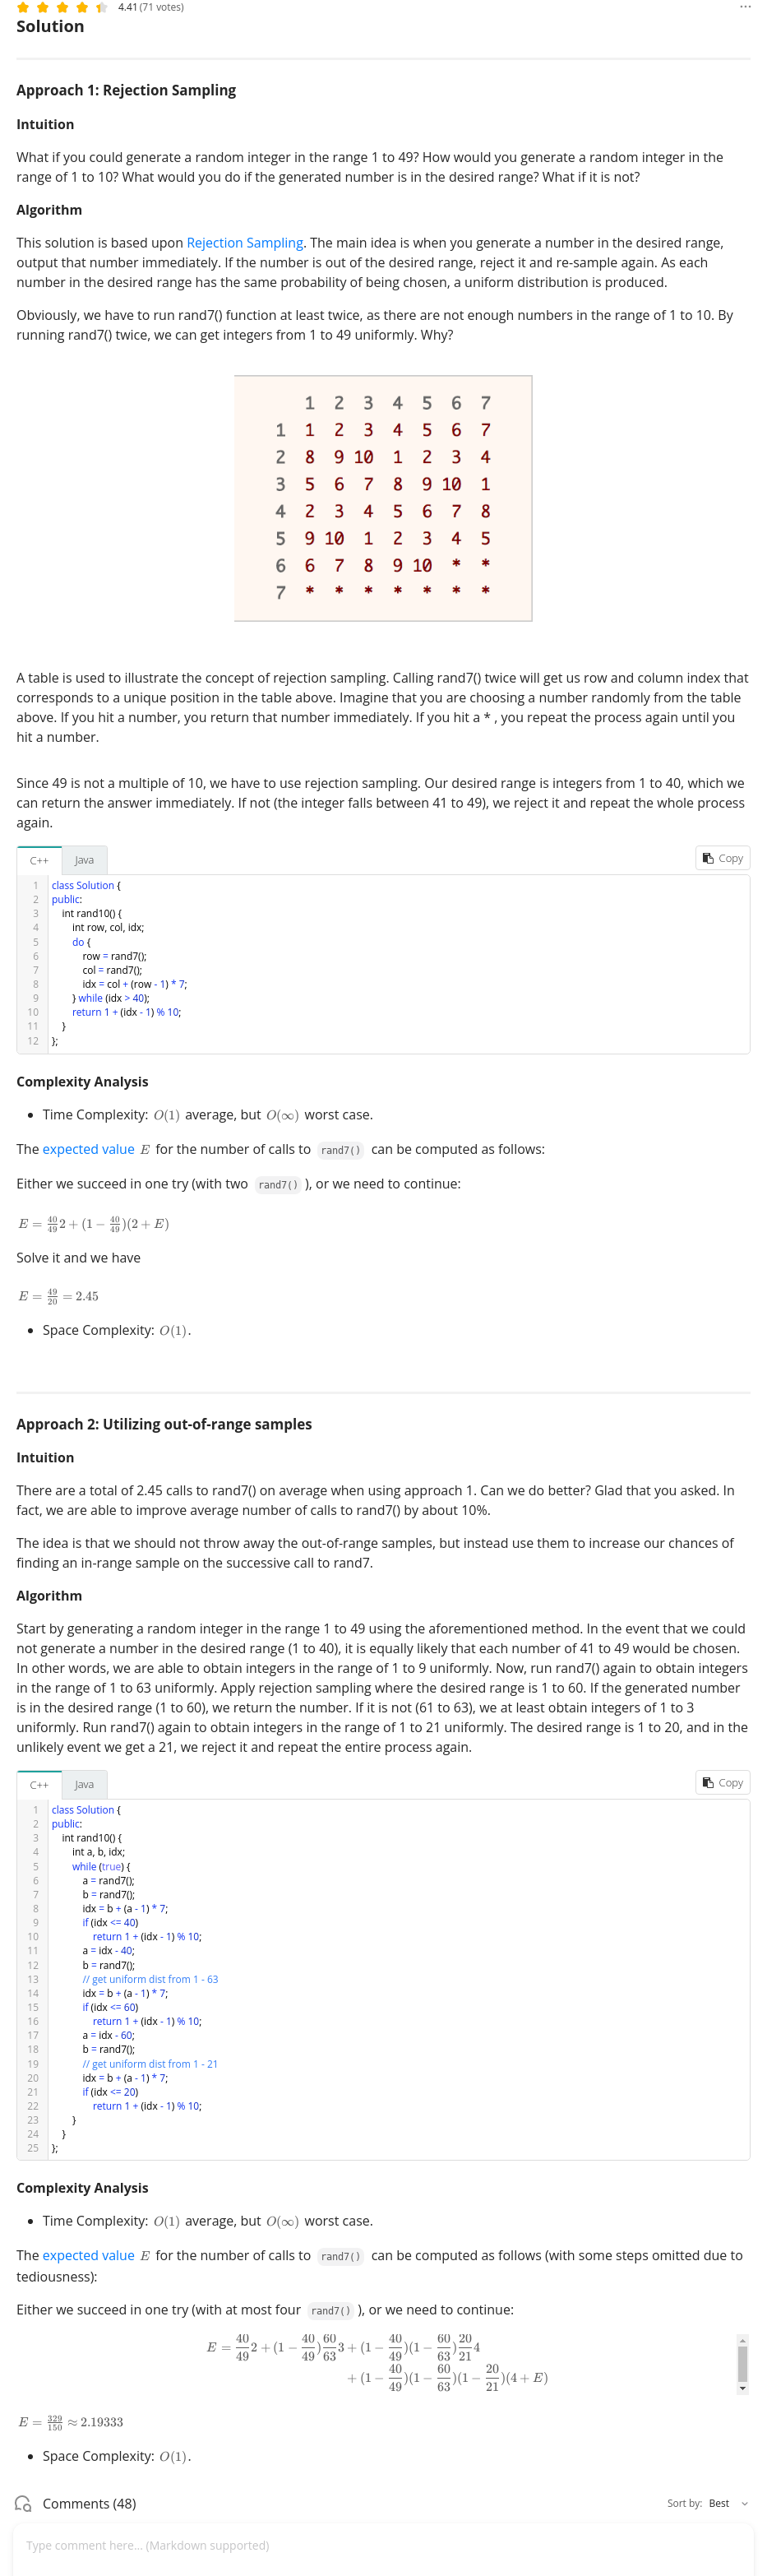 4.41 (71 votes)
Solution
Approach 1: Rejection Sampling
Intuition
What if you could generate a random integer in the range 1 to 49? How would you generate a random integer in the
range of 1 to 10? What would you do if the generated number is in the desired range? What if it is not?
Algorithm
This solution is based upon Rejection Sampling. The main idea is when you generate a number in the desired range,
output that number immediately. If the number is out of the desired range, reject it and re-sample again. As each
number in the desired range has the same probability of being chosen, a uniform distribution is produced.
Obviously, we have to run rand7() function at least twice, as there are not enough numbers in the range of 1 to 10. By
running rand7() twice, we can get integers from 1 to 49 uniformly. Why?
1 2 3 4 5 6 7
1 1 2 3 4 5 6 7
2 8 9 10 1 2 3 4
3 5 6 7 8 9 10 1
4 2 3 4 5 6 7 8
5 9 10 1 2 3 4 5
6 6 7 8 9 10 * *
7 * * * * * * *
A table is used to illustrate the concept of rejection sampling. Calling rand7() twice will get us row and column index that
corresponds to a unique position in the table above. Imagine that you are choosing a number randomly from the table
above. If you hit a number, you return that number immediately. If you hit a * , you repeat the process again until you
hit a number.
Since 49 is not a multiple of 10, we have to use rejection sampling. Our desired range is integers from 1 to 40, which we
can return the answer immediately. If not (the integer falls between 41 to 49), we reject it and repeat the whole process
again.
C++ Java Copy
1 class Solution {
2 public:
3 int rand10() {
4 int row, col, idx;
5 do {
6 row = rand7();
7 col = rand7();
8 idx = col + (row - 1) * 7;
9 } while (idx > 40);
10 return 1 + (idx - 1) % 10;
11 }
12 };
Complexity Analysis
• Time Complexity: O(1) average, but O(∞) worst case.
The expected value E for the number of calls to rand7() can be computed as follows:
Either we succeed in one try (with two rand7() ), or we need to continue:
E = 40/49 2 + (1 − 40/49)(2 + E)
Solve it and we have
E = 49/20 = 2.45
• Space Complexity: O(1).
Approach 2: Utilizing out-of-range samples
Intuition
There are a total of 2.45 calls to rand7() on average when using approach 1. Can we do better? Glad that you asked. In
fact, we are able to improve average number of calls to rand7() by about 10%.
The idea is that we should not throw away the out-of-range samples, but instead use them to increase our chances of
finding an in-range sample on the successive call to rand7.
Algorithm
Start by generating a random integer in the range 1 to 49 using the aforementioned method. In the event that we could
not generate a number in the desired range (1 to 40), it is equally likely that each number of 41 to 49 would be chosen.
In other words, we are able to obtain integers in the range of 1 to 9 uniformly. Now, run rand7() again to obtain integers
in the range of 1 to 63 uniformly. Apply rejection sampling where the desired range is 1 to 60. If the generated number
is in the desired range (1 to 60), we return the number. If it is not (61 to 63), we at least obtain integers of 1 to 3
uniformly. Run rand7() again to obtain integers in the range of 1 to 21 uniformly. The desired range is 1 to 20, and in the
unlikely event we get a 21, we reject it and repeat the entire process again.
C++ Java Copy
1 class Solution {
2 public:
3 int rand10() {
4 int a, b, idx;
5 while (true) {
6 a = rand7();
7 b = rand7();
8 idx = b + (a - 1) * 7;
9 if (idx <= 40)
10 return 1 + (idx - 1) % 10;
11 a = idx - 40;
12 b = rand7();
13 // get uniform dist from 1 - 63
14 idx = b + (a - 1) * 7;
15 if (idx <= 60)
16 return 1 + (idx - 1) % 10;
17 a = idx - 60;
18 b = rand7();
19 // get uniform dist from 1 - 21
20 idx = b + (a - 1) * 7;
21 if (idx <= 20)
22 return 1 + (idx - 1) % 10;
23 }
24 }
25 };
Complexity Analysis
• Time Complexity: O(1) average, but O(∞) worst case.
The expected value E for the number of calls to rand7() can be computed as follows (with some steps omitted due to
tediousness):
Either we succeed in one try (with at most four rand7() ), or we need to continue:
E = 40/49 2 + (1 − 40/49) 60/63 3 + (1 − 40/49)(1 − 60/63) 20/21 4
+ (1 − 40/49)(1 − 60/63)(1 − 20/21)(4 + E)
E = 329/150 ≈ 2.19333
• Space Complexity: O(1).
Comments (48) Sort by: Best
Type comment here... (Markdown supported)